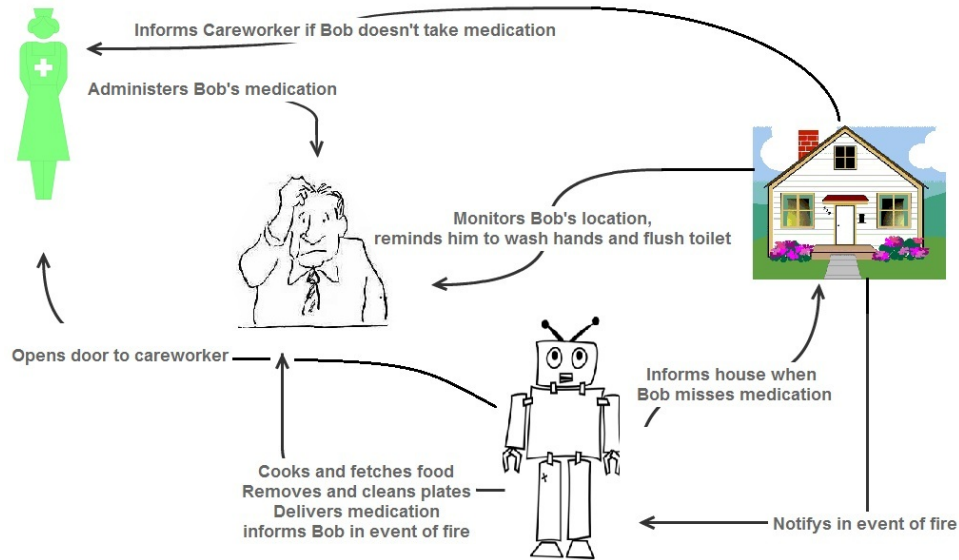 Informs Careworker if Bob doesn't take medication
Administers Bob's medication
Monitors Bob's location,
reminds him to wash hands and flush toilet
Opens door to careworker
Informs house when
Bob misses medication
Cooks and fetches food
Removes and cleans plates
Delivers medication
informs Bob in event of fire
Notifys in event of fire